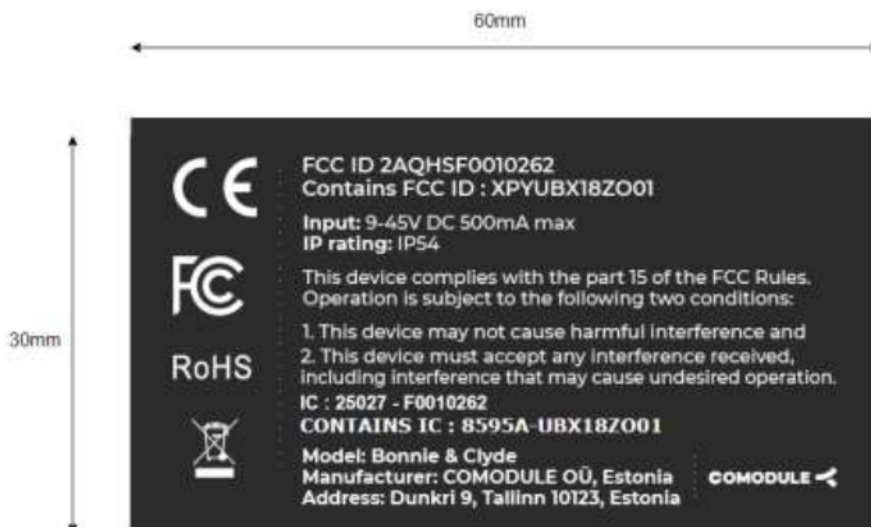 60mm
30mm
CE
FC
RoHS
FCC ID 2AQHSF0010262
Contains FCC ID : XPYUBX18ZO01
Input: 9-45V DC 500mA max
IP rating: IP54
This device complies with the part 15 of the FCC Rules.
Operation is subject to the following two conditions:
1. This device may not cause harmful interference and
2. This device must accept any interference received,
including interference that may cause undesired operation.
IC : 25027 - F0010262
CONTAINS IC : 8595A-UBX18ZO01
Model: Bonnie & Clyde
Manufacturer: COMODULE OÜ, Estonia
Address: Dunkri 9, Tallinn 10123, Estonia
COMODULE